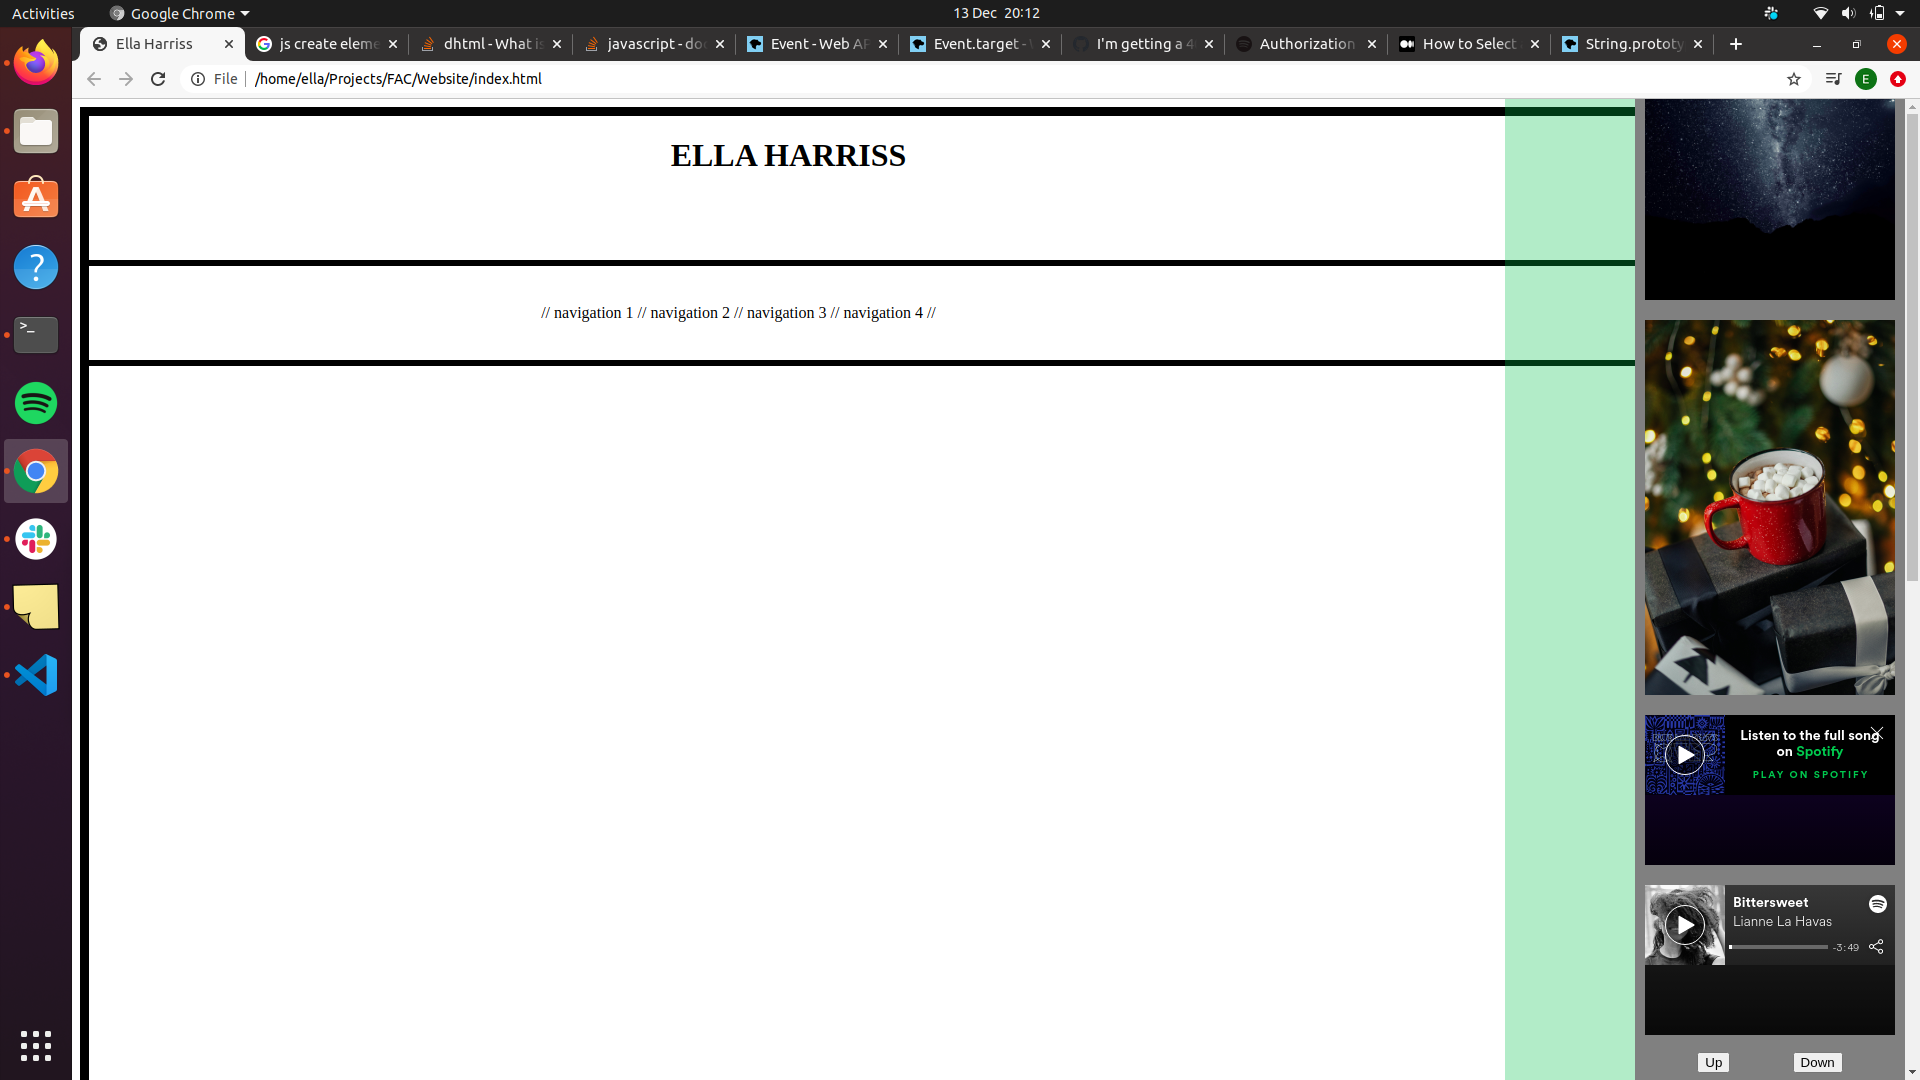 Activities
Google Chrome
13 Dec 20:12
Ella Harriss
js create eleme
dhtml - What is
javascript - do
Event - Web AP
Event.target -
I'm getting a 4
Authorization
How to Select
String.prototy
File
/home/ella/Projects/FAC/Website/index.html
E
ELLA HARRISS
// navigation 1 // navigation 2 // navigation 3 // navigation 4 //
Listen to the full song
on Spotify
PLAY ON SPOTIFY
Bittersweet
Lianne La Havas
-3:49
Up
Down